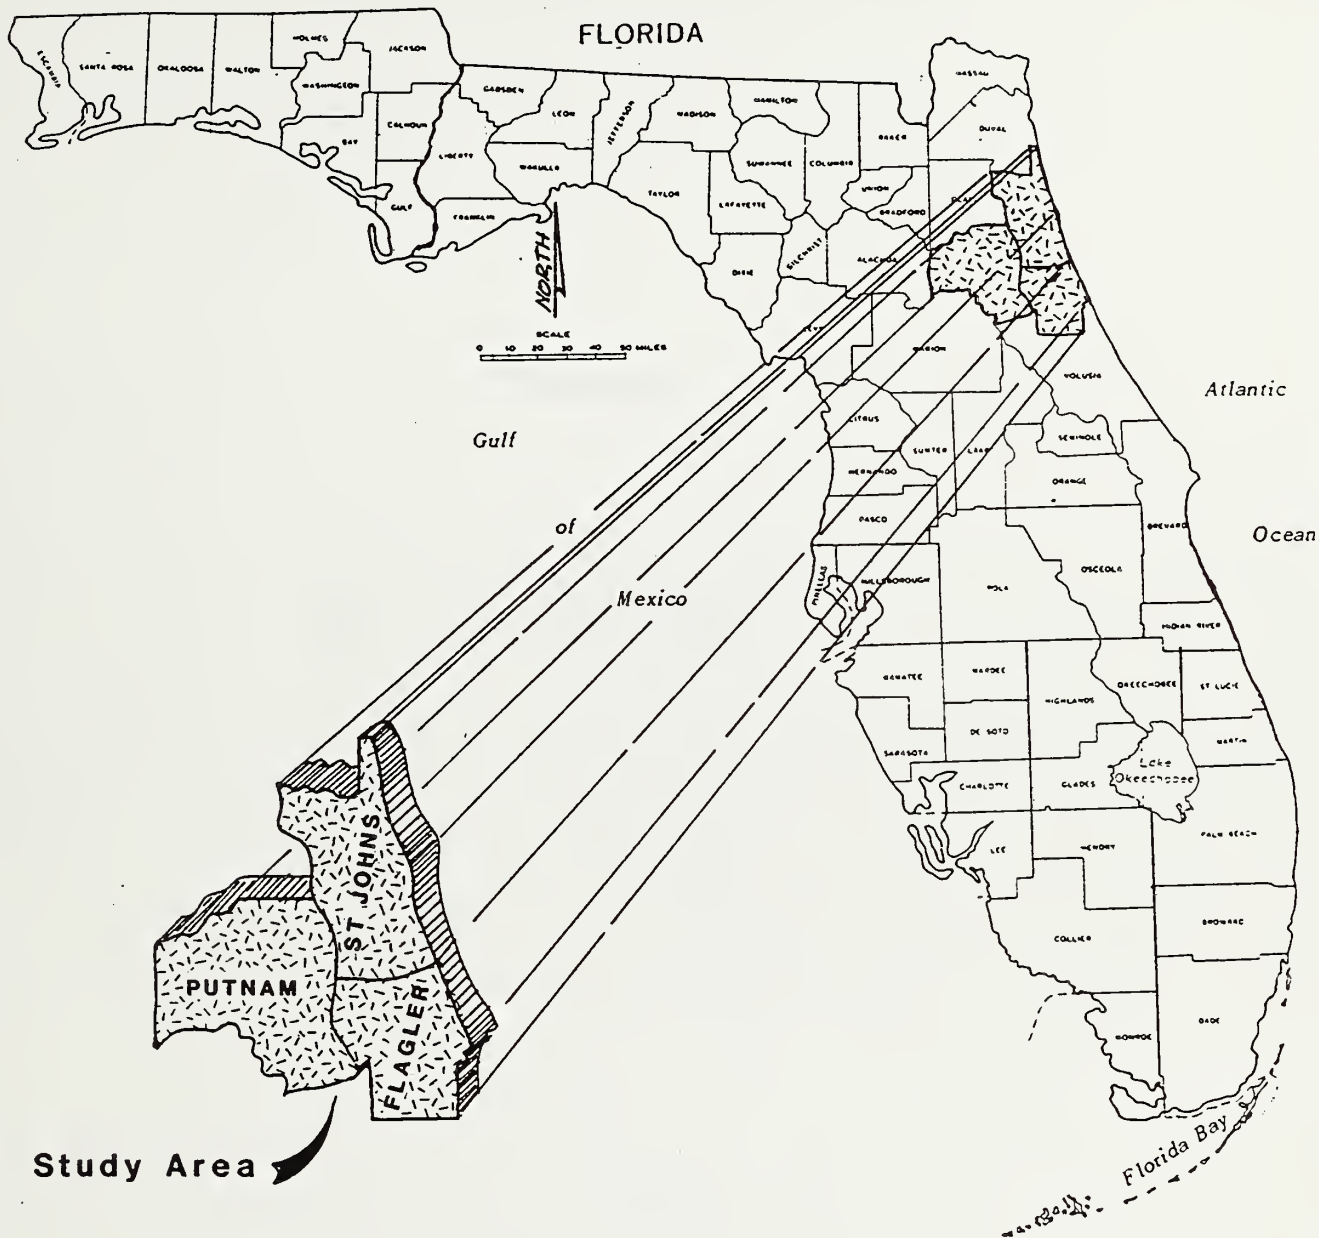 FLORIDA
HOLMES
JACKSON
ESCAMBIA
SANTA ROSA
OKALOOSA
WALTON
WASHINGTON
NASSAU
GADSDEN
LEON
JEFFERSON
MADISON
HAMILTON
DUVAL
BAY
CALHOUN
LIBERTY
WAKULLA
SUWANNEE
COLUMBIA
BAKER
GULF
FRANKLIN
TAYLOR
LAFAYETTE
UNION
BRADFORD
DIXIE
GILCHRIST
ALACHUA
NORTH
SCALE
0 10 20 30 40 50 MILES
MARION
VOLUSIA
Atlantic
Gulf
CITRUS
SUMTER
LAKE
SEMINOLE
HERNANDO
ORANGE
of
PASCO
BREVARD
Ocean
PINELLAS
HILLSBOROUGH
POLK
OSCEOLA
Mexico
INDIAN RIVER
MANATEE
HARDEE
HIGHLANDS
OKEECHOBEE
ST LUCIE
SARASOTA
DE SOTO
MARTIN
Lake
Okeechobee
CHARLOTTE
GLADES
PALM BEACH
LEE
HENDRY
ST JOHNS
BROWARD
COLLIER
PUTNAM
FLAGLER
DADE
MONROE
Study Area
Florida Bay